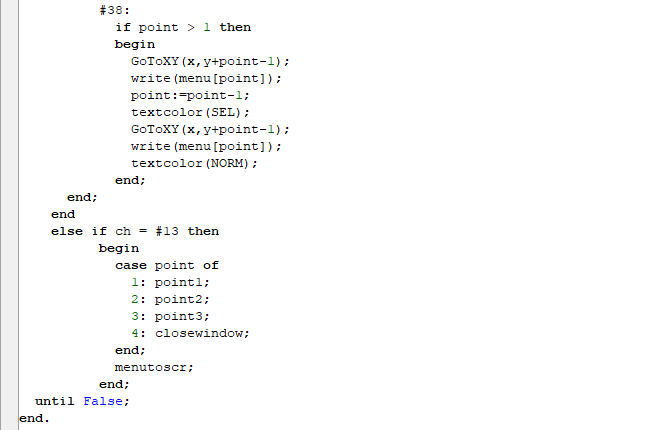 #38:
if point > 1 then
begin
GoToXY(x,y+point-1);
write(menu[point]);
point:=point-1;
textcolor(SEL);
GoToXY(x,y+point-1);
write(menu[point]);
textcolor(NORM);
end;
end;
end
else if ch = #13 then
begin
case point of
1: point1;
2: point2;
3: point3;
4: closewindow;
end;
menutoscr;
end;
until False;
end.